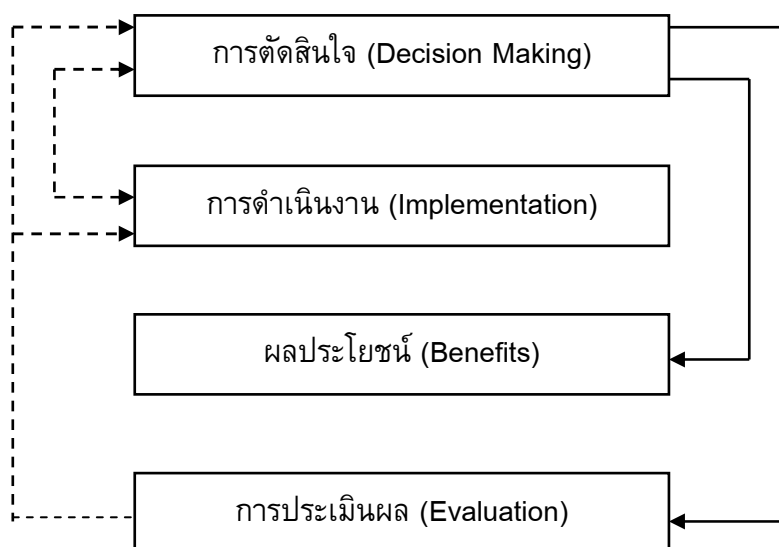 การตัดสินใจ (Decision Making)
การดำเนินงาน (Implementation)
ผลประโยชน์ (Benefits)
การประเมินผล (Evaluation)